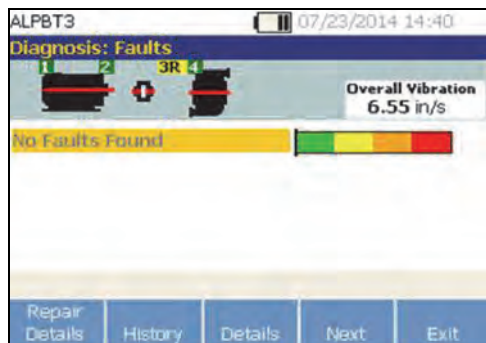 ALPBT3 07/23/2014 14:40
Diagnosis: Faults
1 2 3R 4
Overall Vibration
6.55 in/s
No Faults Found
Repair
Details History Details Next Exit